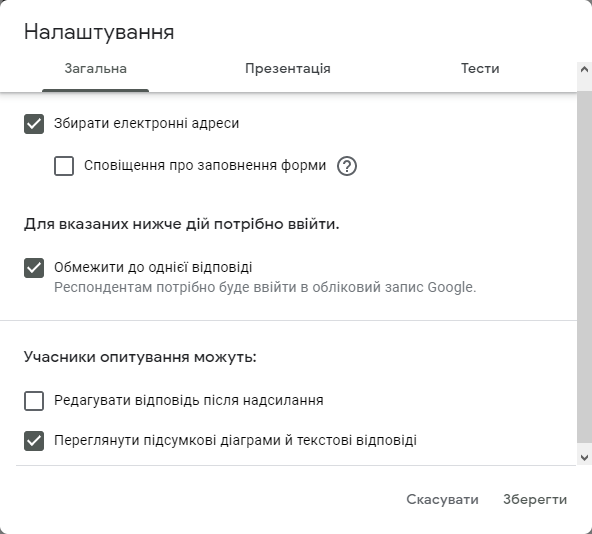 Налаштування
Загальна Презентація Тести
Збирати електронні адреси
Сповіщення про заповнення форми ?
Для вказаних нижче дій потрібно ввійти.
Обмежити до однієї відповіді
Респондентам потрібно буде ввійти в обліковий запис Google.
Учасники опитування можуть:
Редагувати відповідь після надсилання
Переглянути підсумкові діаграми й текстові відповіді
Скасувати Зберегти